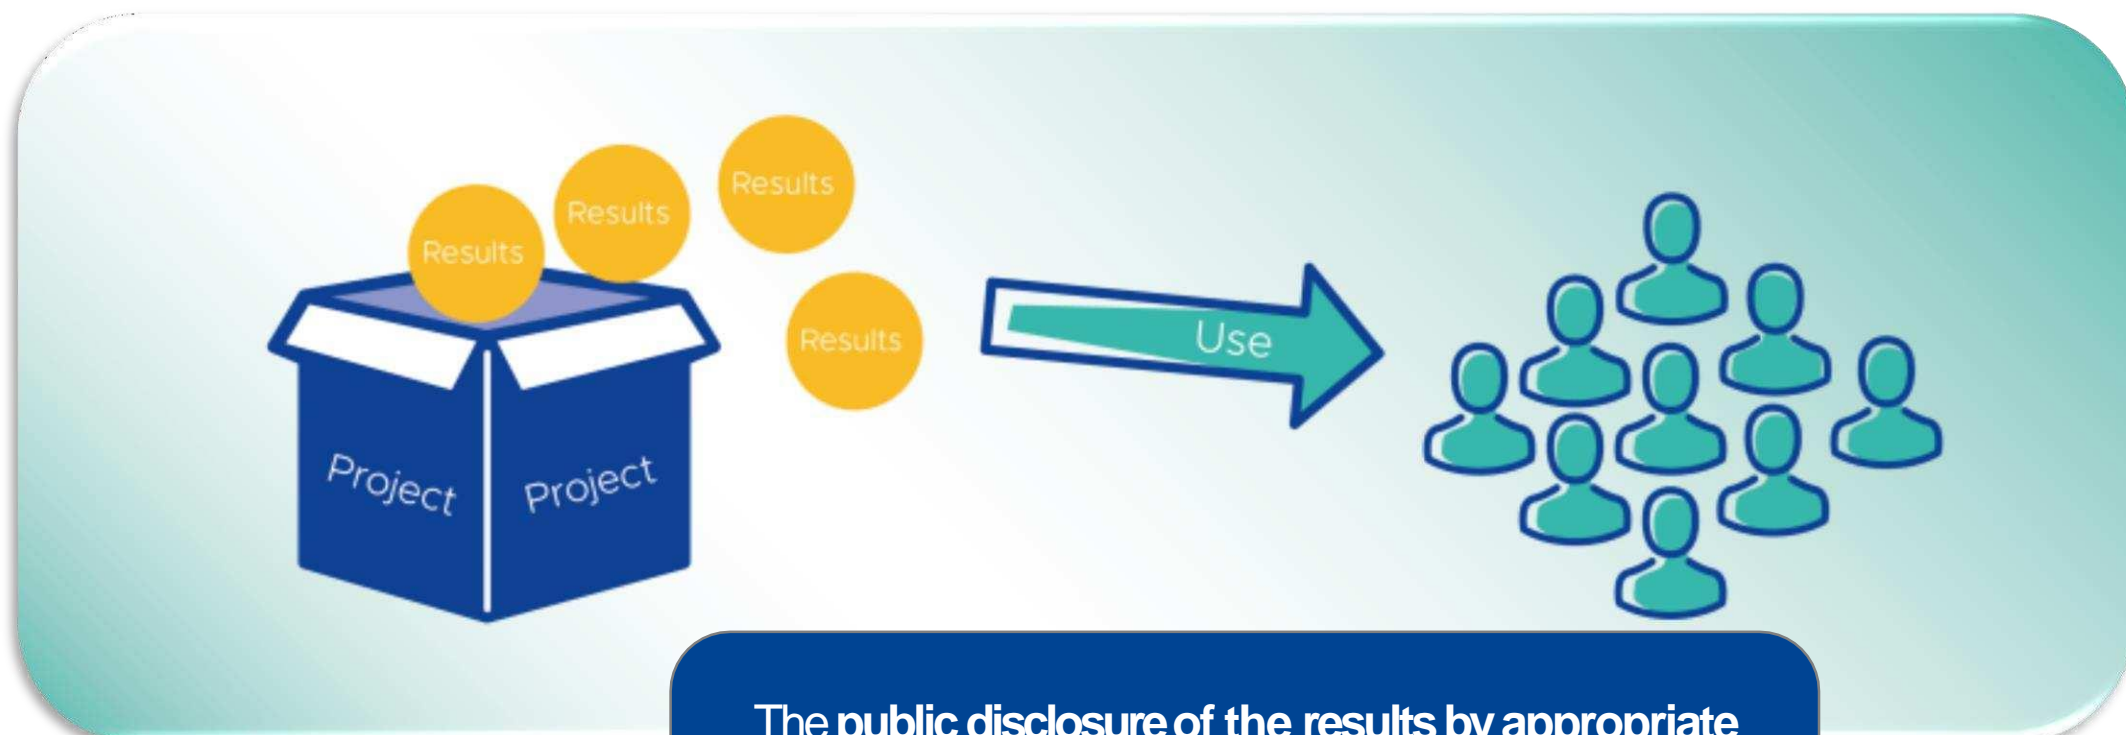 Results
Results
Results
Results
Use
Project
Project
The public disclosure of the results by appropriate